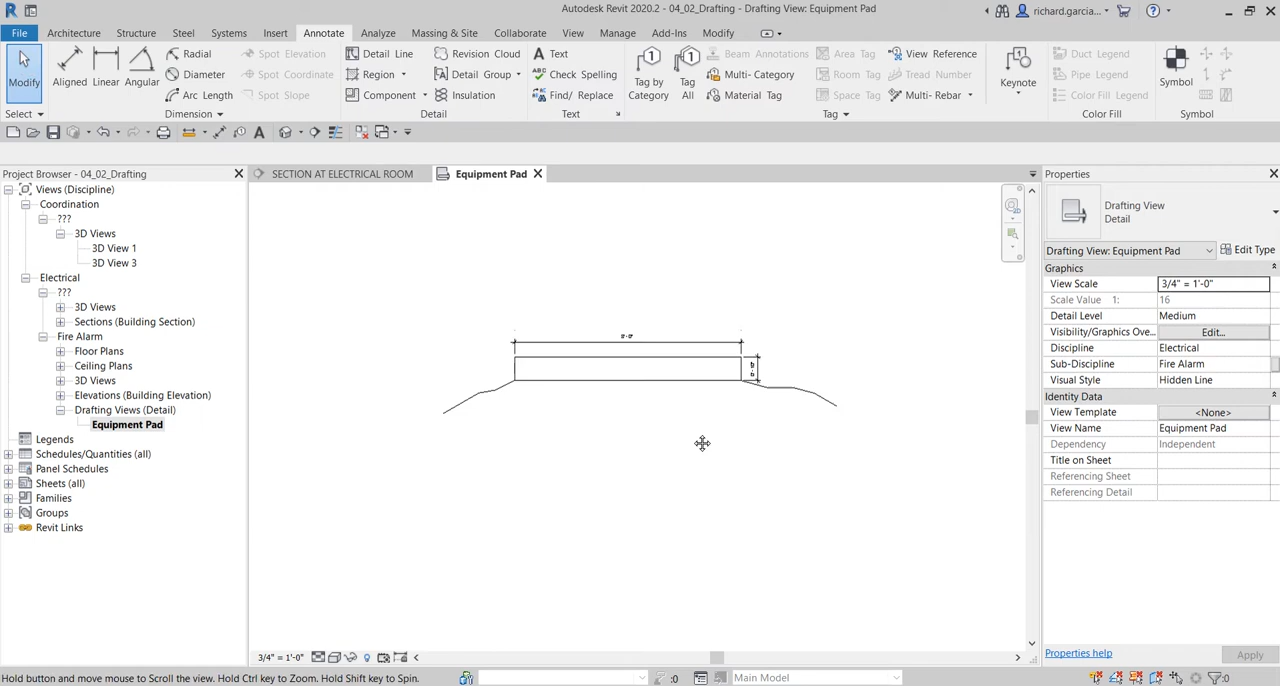 Autodesk Revit 2020.2 - 04_02_Drafting - Drafting View: Equipment Pad
richard.garcia...
File Architecture Structure Steel Systems Insert Annotate Analyze Massing & Site Collaborate View Manage Add-Ins Modify
Modify
Select
Aligned Linear Angular
Radial
Diameter
Arc Length
Spot Elevation
Spot Coordinate
Spot Slope
Dimension
Detail Line
Region
Component
Revision Cloud
Detail Group
Insulation
Detail
Text
Check Spelling
Find/ Replace
Text
Tag by Category
Tag All
Beam Annotations
Multi- Category
Material Tag
Area Tag
Room Tag
Space Tag
View Reference
Tread Number
Multi- Rebar
Tag
Keynote
Duct Legend
Pipe Legend
Color Fill Legend
Color Fill
Symbol
Symbol
Project Browser - 04_02_Drafting
Views (Discipline)
Coordination
???
3D Views
3D View 1
3D View 3
Electrical
???
3D Views
Sections (Building Section)
Fire Alarm
Floor Plans
Ceiling Plans
3D Views
Elevations (Building Elevation)
Drafting Views (Detail)
Equipment Pad
Legends
Schedules/Quantities (all)
Panel Schedules
Sheets (all)
Families
Groups
Revit Links
SECTION AT ELECTRICAL ROOM
Equipment Pad
Properties
Drafting View
Detail
Drafting View: Equipment Pad
Edit Type
Graphics
View Scale 3/4" = 1'-0"
Scale Value 1: 16
Detail Level Medium
Visibility/Graphics Ove... Edit...
Discipline Electrical
Sub-Discipline Fire Alarm
Visual Style Hidden Line
Identity Data
View Template <None>
View Name Equipment Pad
Dependency Independent
Title on Sheet
Referencing Sheet
Referencing Detail
Properties help
Apply
3/4" = 1'-0"
Hold button and move mouse to Scroll the view. Hold Ctrl key to Zoom. Hold Shift key to Spin.
:0
Main Model
:0